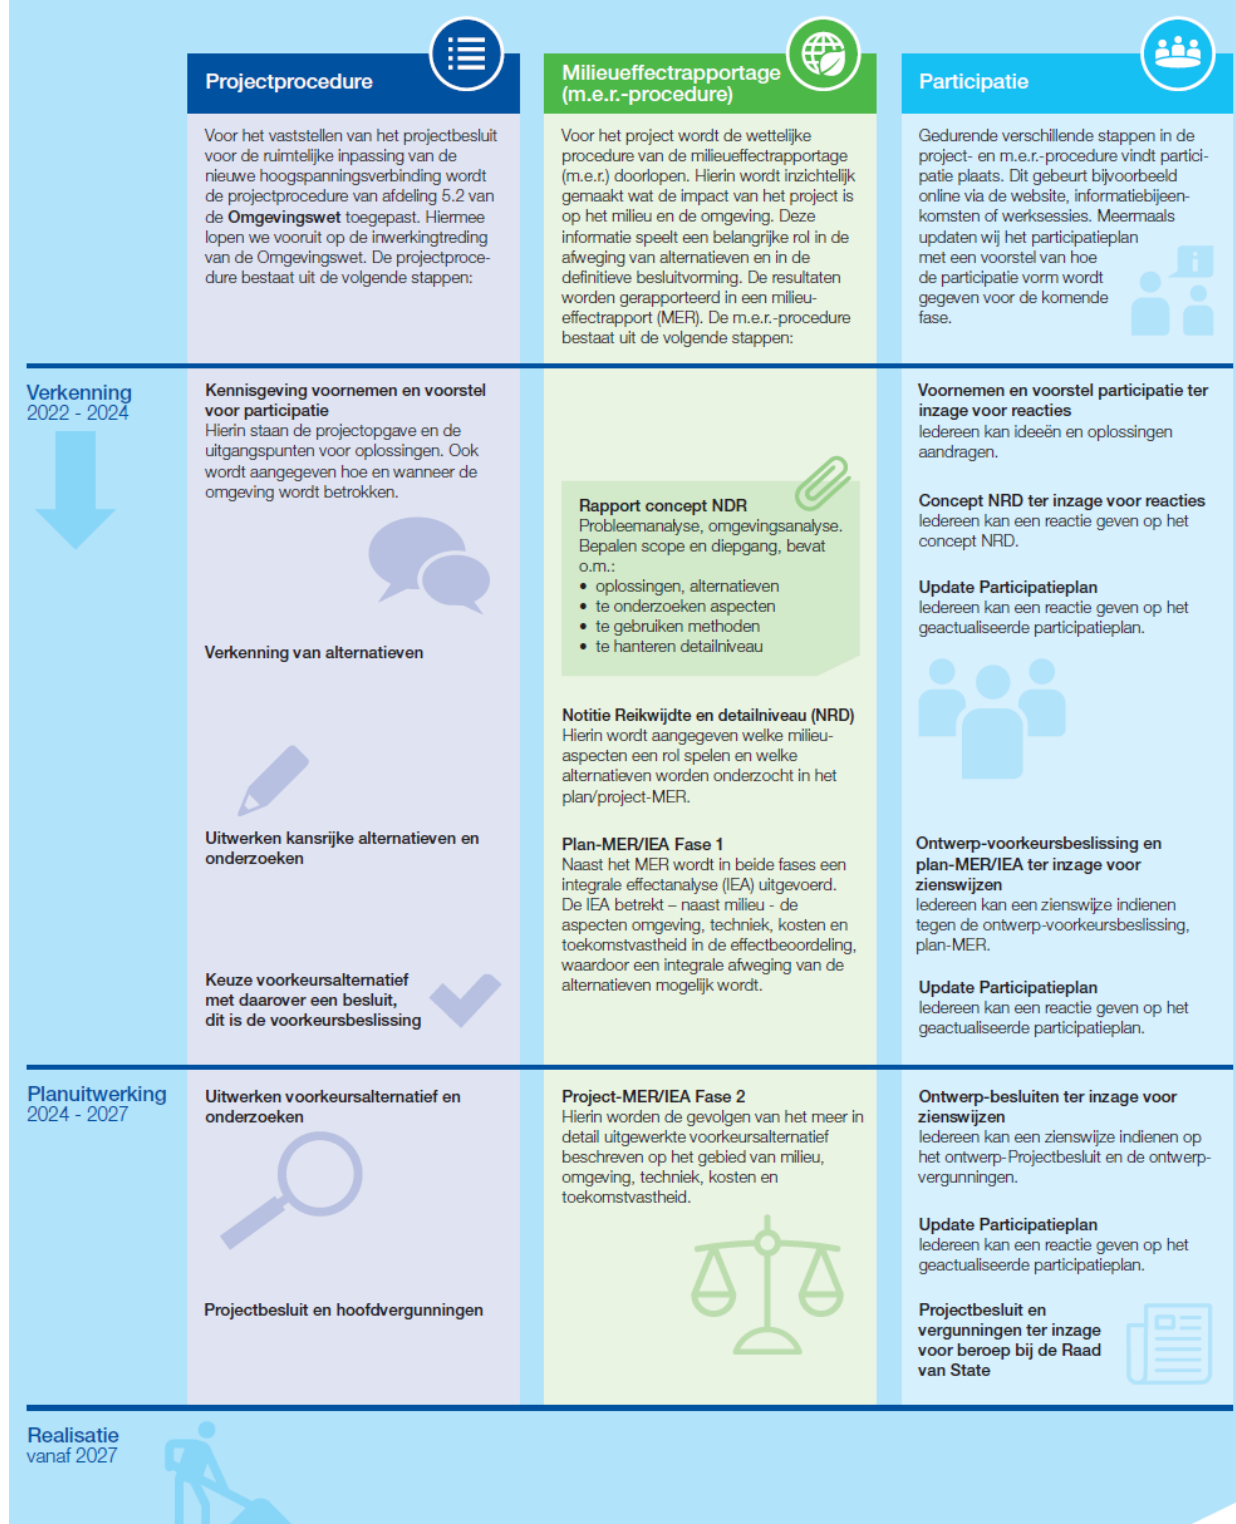 Projectprocedure
Voor het vaststellen van het projectbesluit
voor de ruimtelijke inpassing van de
nieuwe hoogspanningsverbinding wordt
de projectprocedure van afdeling 5.2 van
de Omgevingswet toegepast. Hiermee
lopen we vooruit op de inwerkingtreding
van de Omgevingswet. De projectproce-
dure bestaat uit de volgende stappen:
Milieueffectrapportage
(m.e.r.-procedure)
Voor het project wordt de wettelijke
procedure van de milieueffectrapportage
(m.e.r.) doorlopen. Hierin wordt inzichtelijk
gemaakt wat de impact van het project is
op het milieu en de omgeving. Deze
informatie speelt een belangrijke rol in de
afweging van alternatieven en in de
definitieve besluitvorming. De resultaten
worden gerapporteerd in een milieu-
effectrapport (MER). De m.e.r.-procedure
bestaat uit de volgende stappen:
Participatie
Gedurende verschillende stappen in de
project- en m.e.r.-procedure vindt partici-
patie plaats. Dit gebeurt bijvoorbeeld
online via de website, informatiebijeen-
komsten of werksessies. Meermaals
updaten wij het participatieplan
met een voorstel van hoe
de participatie vorm wordt
gegeven voor de komende
fase.
i
Verkenning
2022 - 2024
Kennisgeving voornemen en voorstel
voor participatie
Hierin staan de projectopgave en de
uitgangspunten voor oplossingen. Ook
wordt aangegeven hoe en wanneer de
omgeving wordt betrokken.
Verkenning van alternatieven
Uitwerken kansrijke alternatieven en
onderzoeken
Keuze voorkeursalternatief
met daarover een besluit,
dit is de voorkeursbeslissing
Rapport concept NDR
Probleemanalyse, omgevingsanalyse.
Bepalen scope en diepgang, bevat
o.m.:
• oplossingen, alternatieven
• te onderzoeken aspecten
• te gebruiken methoden
• te hanteren detailniveau
Notitie Reikwijdte en detailniveau (NRD)
Hierin wordt aangegeven welke milieu-
aspecten een rol spelen en welke
alternatieven worden onderzocht in het
plan/project-MER.
Plan-MER/IEA Fase 1
Naast het MER wordt in beide fases een
integrale effectanalyse (IEA) uitgevoerd.
De IEA betrekt – naast milieu - de
aspecten omgeving, techniek, kosten en
toekomstvastheid in de effectbeoordeling,
waardoor een integrale afweging van de
alternatieven mogelijk wordt.
Voornemen en voorstel participatie ter
inzage voor reacties
Iedereen kan ideeën en oplossingen
aandragen.
Concept NRD ter inzage voor reacties
Iedereen kan een reactie geven op het
concept NRD.
Update Participatieplan
Iedereen kan een reactie geven op het
geactualiseerde participatieplan.
Ontwerp-voorkeursbeslissing en
plan-MER/IEA ter inzage voor
zienswijzen
Iedereen kan een zienswijze indienen
tegen de ontwerp-voorkeursbeslissing,
plan-MER.
Update Participatieplan
Iedereen kan een reactie geven op het
geactualiseerde participatieplan.
Planuitwerking
2024 - 2027
Uitwerken voorkeursalternatief en
onderzoeken
Projectbesluit en hoofdvergunningen
Project-MER/IEA Fase 2
Hierin worden de gevolgen van het meer in
detail uitgewerkte voorkeursalternatief
beschreven op het gebied van milieu,
omgeving, techniek, kosten en
toekomstvastheid.
Ontwerp-besluiten ter inzage voor
zienswijzen
Iedereen kan een zienswijze indienen op
het ontwerp-Projectbesluit en de ontwerp-
vergunningen.
Update Participatieplan
Iedereen kan een reactie geven op het
geactualiseerde participatieplan.
Projectbesluit en
vergunningen ter inzage
voor beroep bij de Raad
van State
Realisatie
vanaf 2027